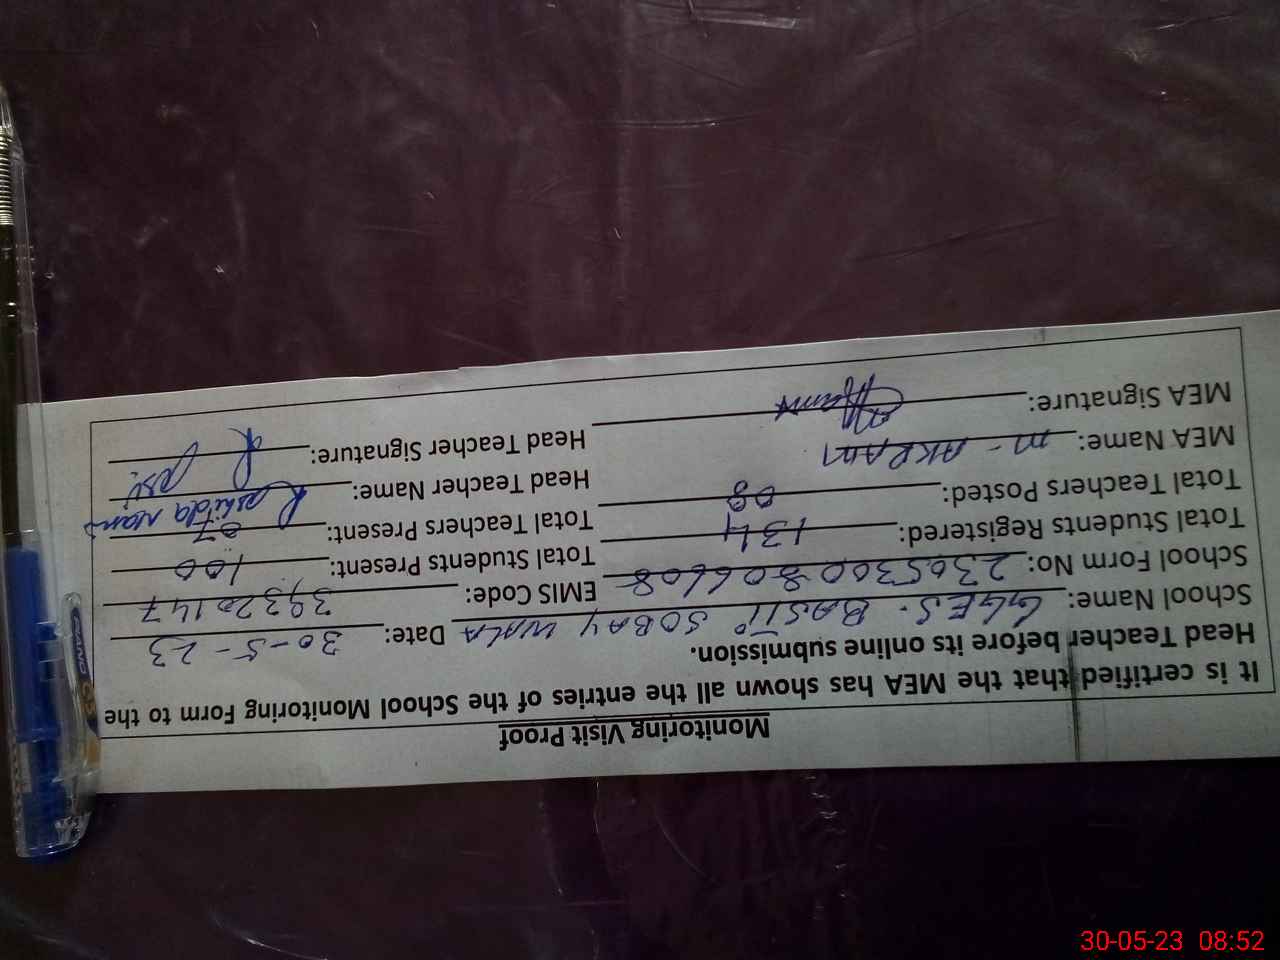 Monitoring Visit Proof
It is certified that the MEA has shown all the entries of the School Monitoring Form to the
Head Teacher before its online submission.
School Name: GGES. BASTI SOBAY WALA Date: 30-5-23
School Form No: 2305300806608 EMIS Code: 39320147
Total Students Registered: 134 Total Students Present: 100
Total Teachers Posted: 08 Total Teachers Present: 07
MEA Name: M-AKRAM Head Teacher Name: Rashida
MEA Signature: Head Teacher Signature:
30-05-23 08:52